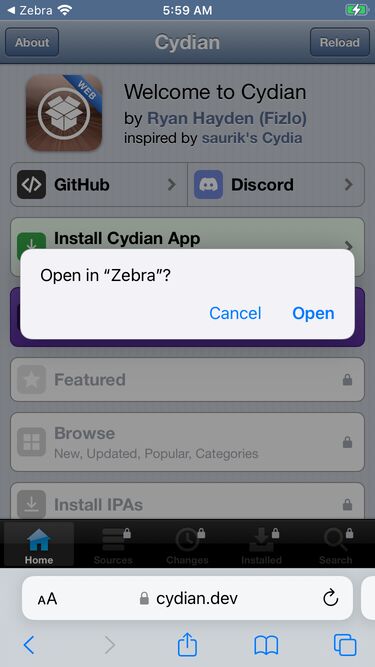 Zebra
5:59 AM
About
Cydian
Reload
WEB
Welcome to Cydian
by Ryan Hayden (Fizlo)
inspired by saurik's Cydia
GitHub
Discord
Install Cydian App
Open in “Zebra”?
Cancel
Open
Featured
Browse
New, Updated, Popular, Categories
Install IPAs
Home
Sources
Changes
Installed
Search
AA
cydian.dev